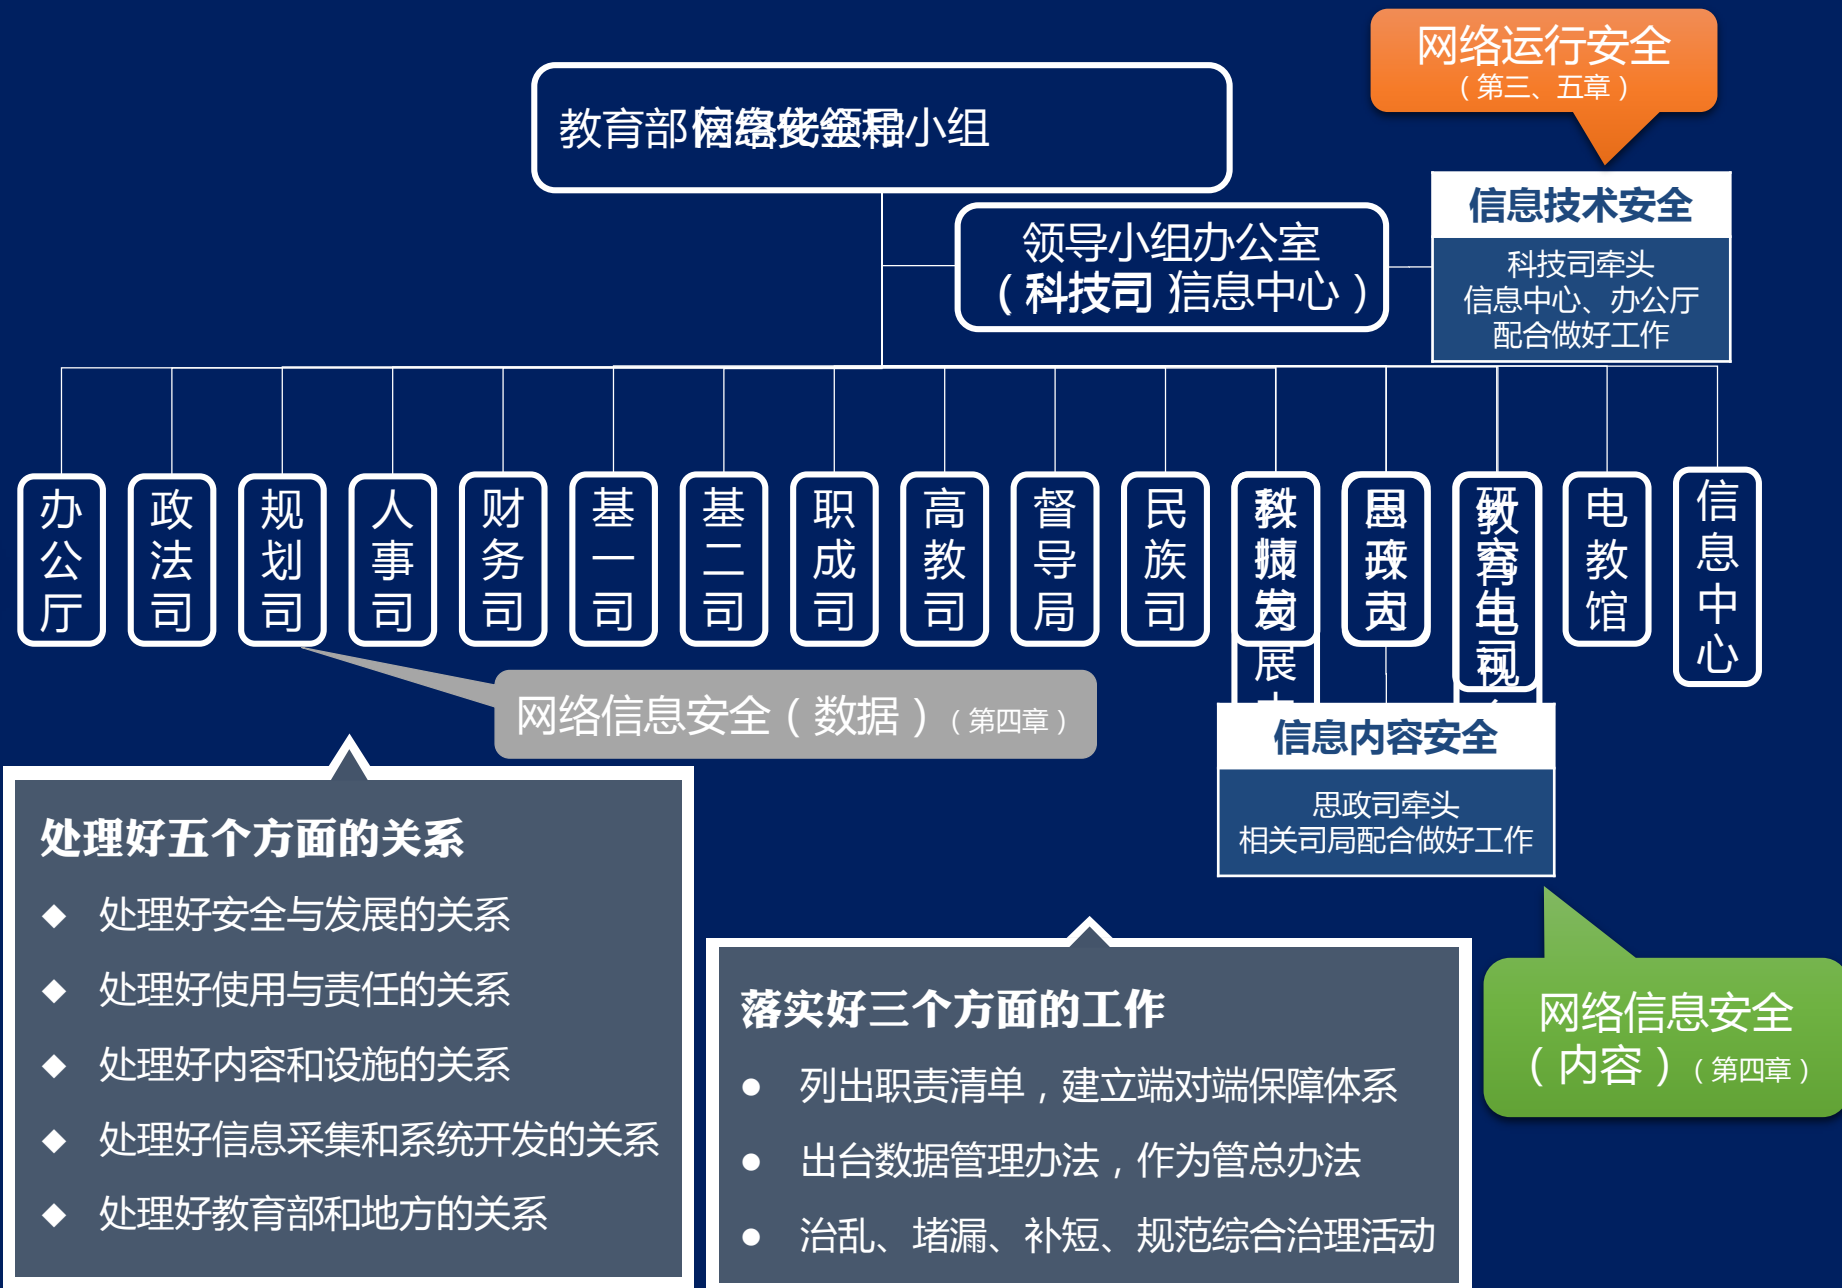 网络运行安全
（第三、五章）
教育部
小组
信息技术安全
领导小组办公室
（科技司 信息中心）
科技司牵头
信息中心、办公厅
配合做好工作
办公厅
政法司
规划司
人事司
财务司
基一司
基二司
职成司
高教司
督导局
民族司
电教馆
信息中心
网络信息安全（数据）（第四章）
信息内容安全
思政司牵头
相关司局配合做好工作
处理好五个方面的关系
◆ 处理好安全与发展的关系
◆ 处理好使用与责任的关系
◆ 处理好内容和设施的关系
◆ 处理好信息采集和系统开发的关系
◆ 处理好教育部和地方的关系
落实好三个方面的工作
● 列出职责清单，建立端对端保障体系
● 出台数据管理办法，作为管总办法
● 治乱、堵漏、补短、规范综合治理活动
网络信息安全
（内容）（第四章）